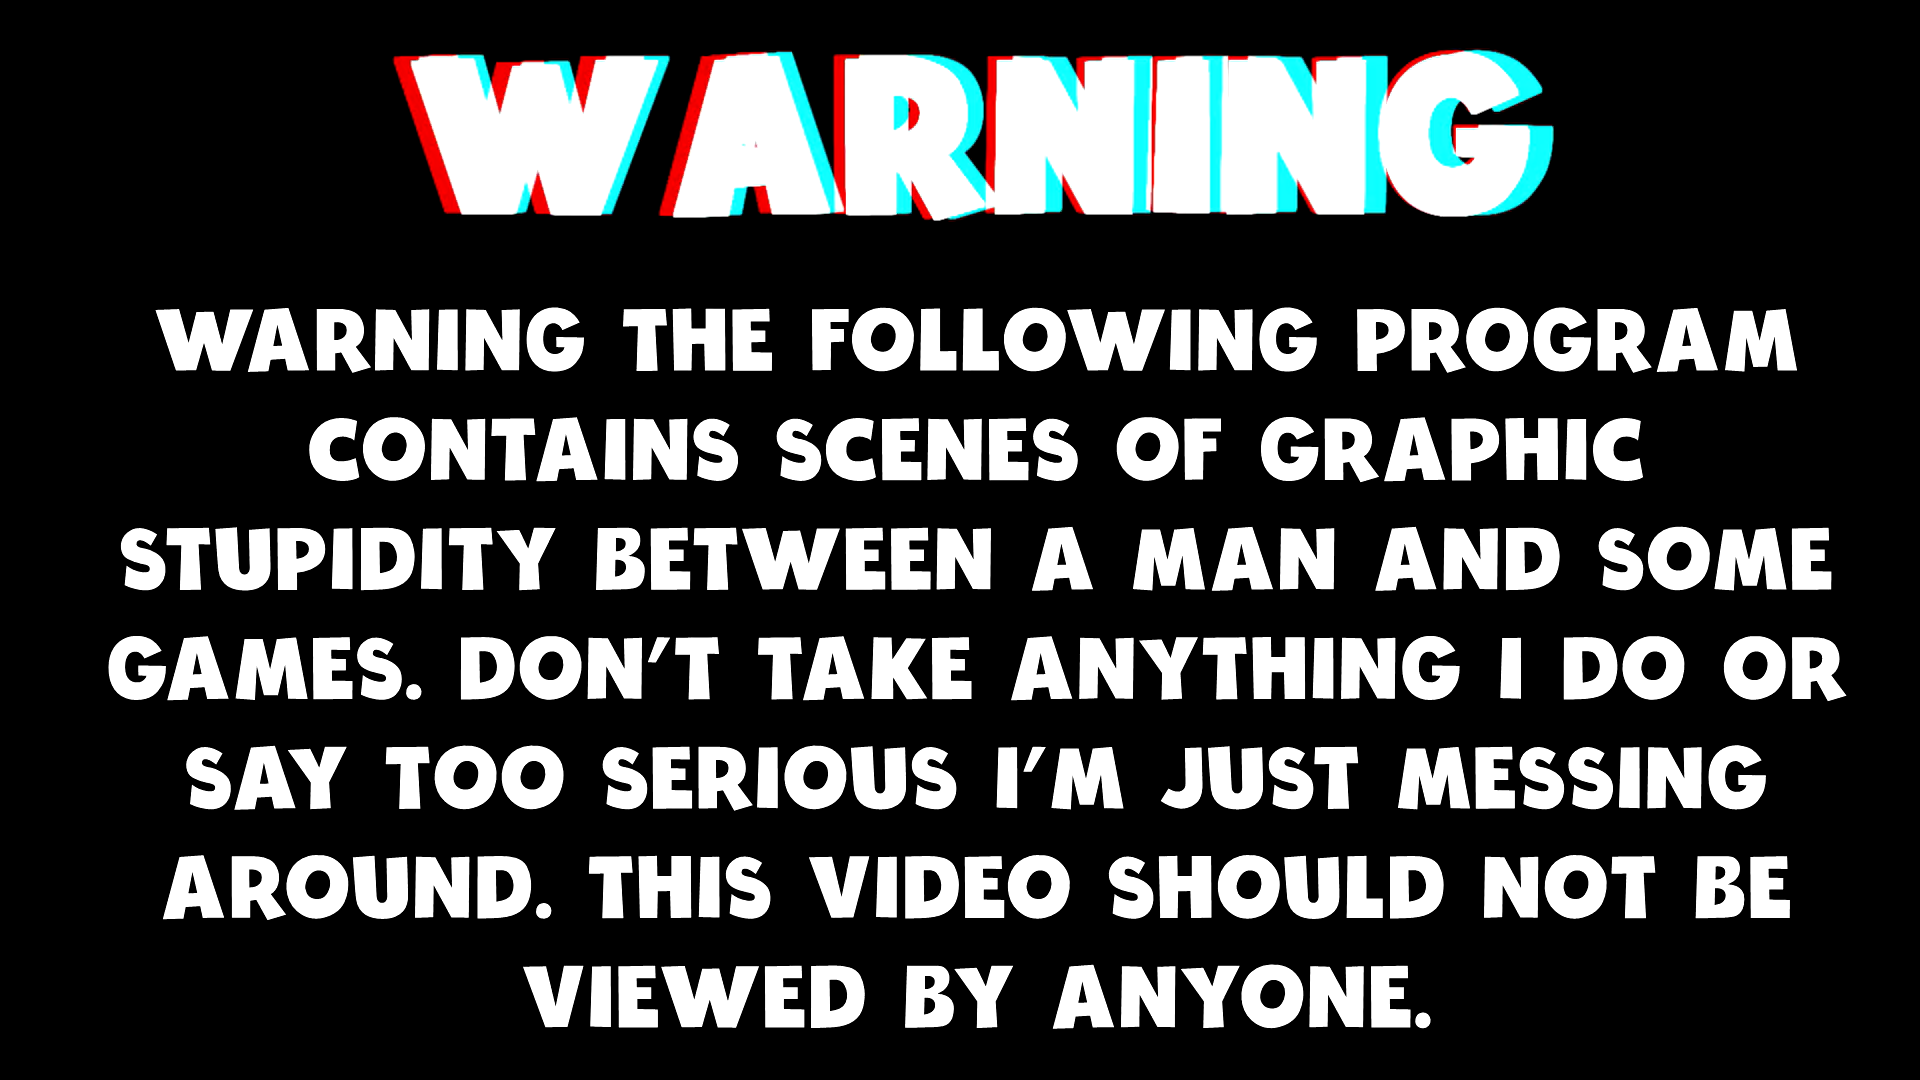 WARNING
WARNING THE FOLLOWING PROGRAM
CONTAINS SCENES OF GRAPHIC
STUPIDITY BETWEEN A MAN AND SOME
GAMES. DON'T TAKE ANYTHING I DO OR
SAY TOO SERIOUS I'M JUST MESSING
AROUND. THIS VIDEO SHOULD NOT BE
VIEWED BY ANYONE.